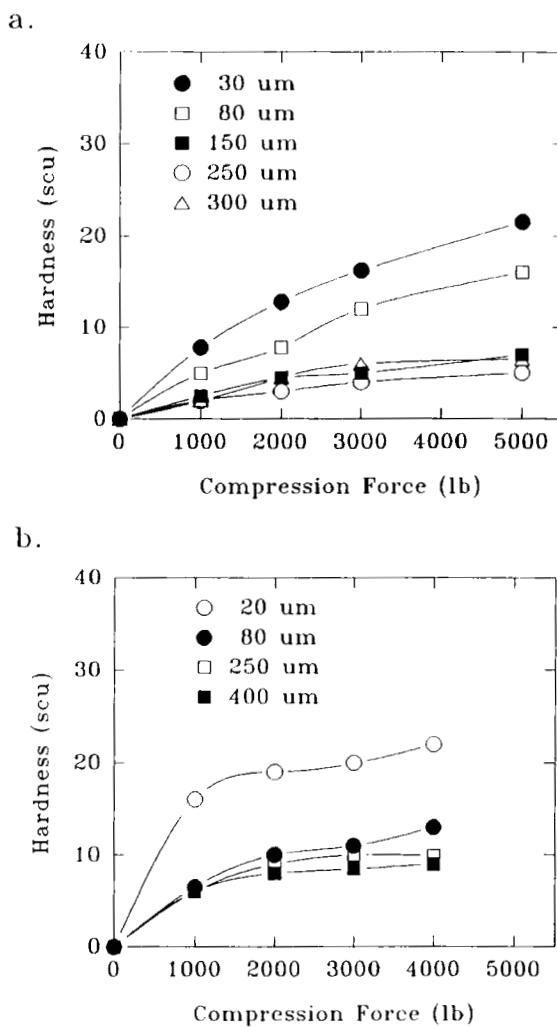 a.
40
30
20
10
0
Hardness (scu)
30 um
80 um
150 um
250 um
300 um
0 1000 2000 3000 4000 5000
Compression Force (lb)
b.
40
30
20
10
0
Hardness (scu)
20 um
80 um
250 um
400 um
0 1000 2000 3000 4000 5000
Compression Force (lb)